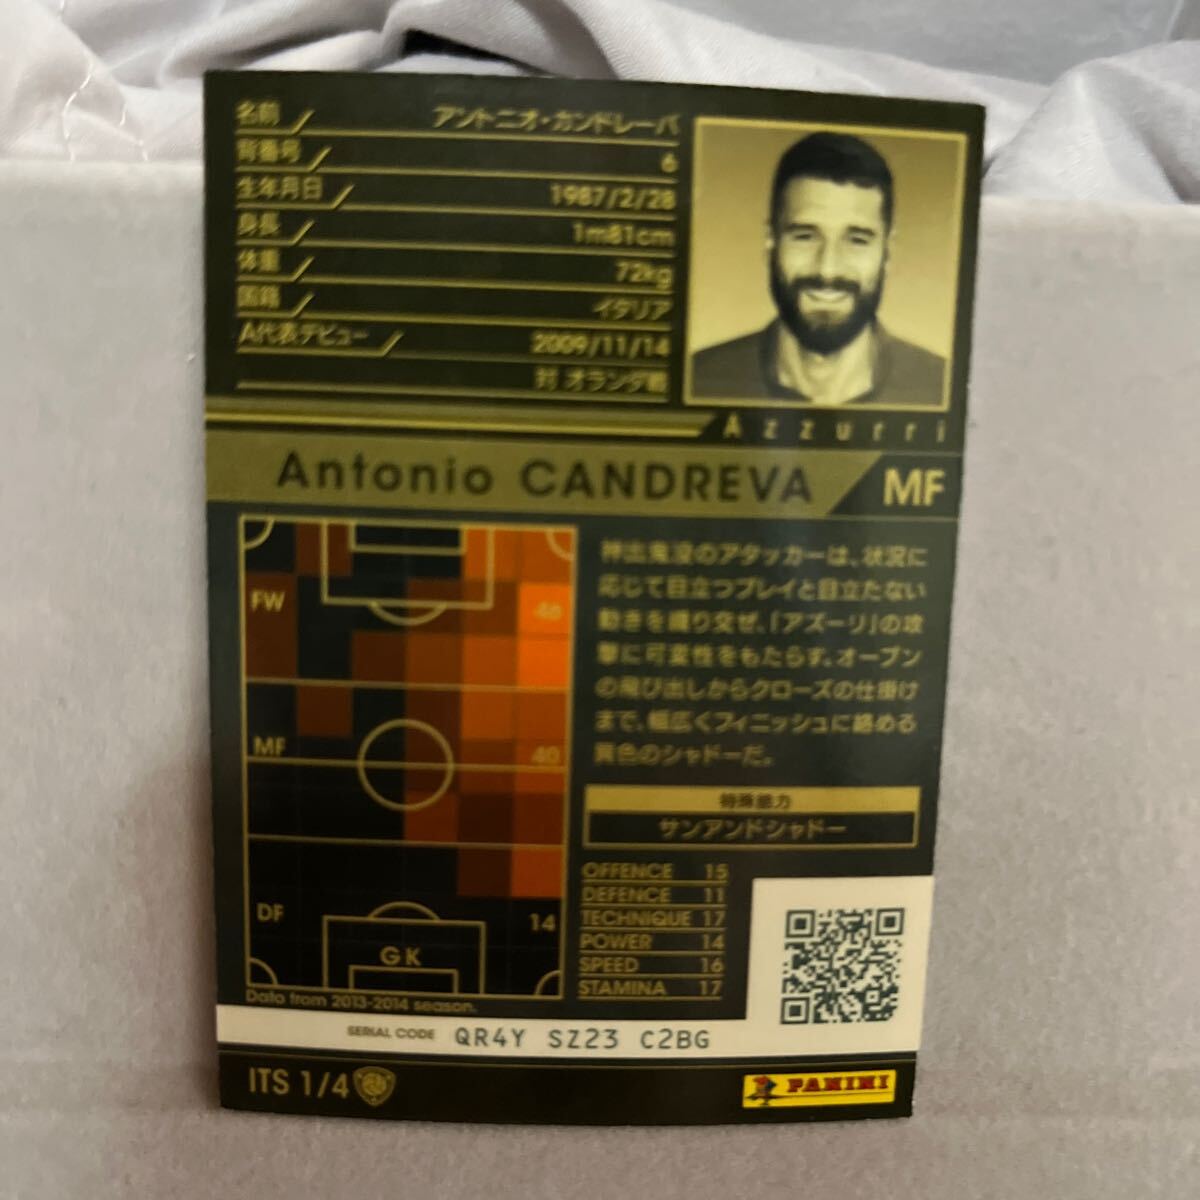 名前 アントニオ・カンドレーバ
背番号 6
生年月日 1987/2/28
身長 1m81cm
体重 72kg
国籍 イタリア
A代表デビュー 2009/11/14
対 オランダ戦
Azzurri
Antonio CANDREVA MF
FW 46
MF 40
DF 14
GK
Data from 2013-2014 season.
神出鬼没のアタッカーは、状況に
応じて目立つプレイと目立たない
動きを織り交ぜ、「アズーリ」の攻
撃に可変性をもたらす。オープン
の飛び出しからクローズの仕掛け
まで、幅広くフィニッシュに絡める
異色のシャドーだ。
特殊能力
サンアンドシャドー
OFFENCE 15
DEFENCE 11
TECHNIQUE 17
POWER 14
SPEED 16
STAMINA 17
SERIAL CODE QR4Y SZ23 C2BG
ITS 1/4
PANINI